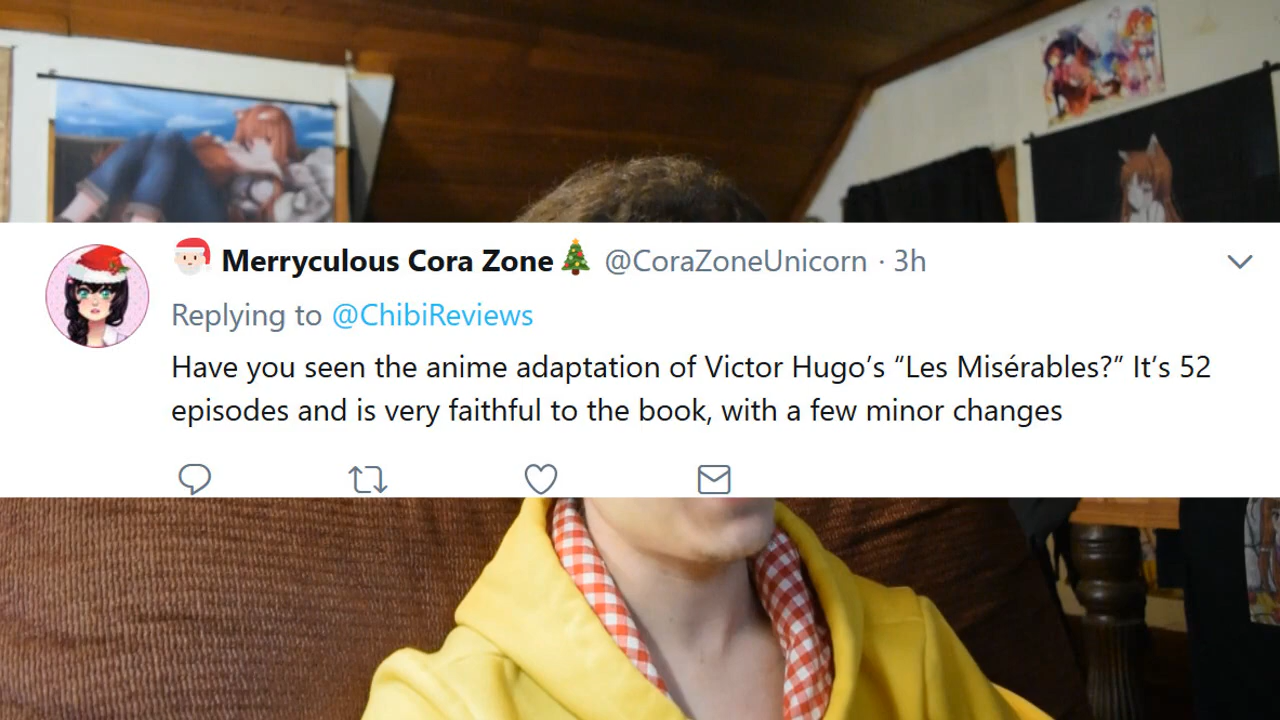 🎅 Merryculous Cora Zone🎄 @CoraZoneUnicorn · 3h
Replying to @ChibiReviews
Have you seen the anime adaptation of Victor Hugo’s “Les Misérables?” It’s 52
episodes and is very faithful to the book, with a few minor changes